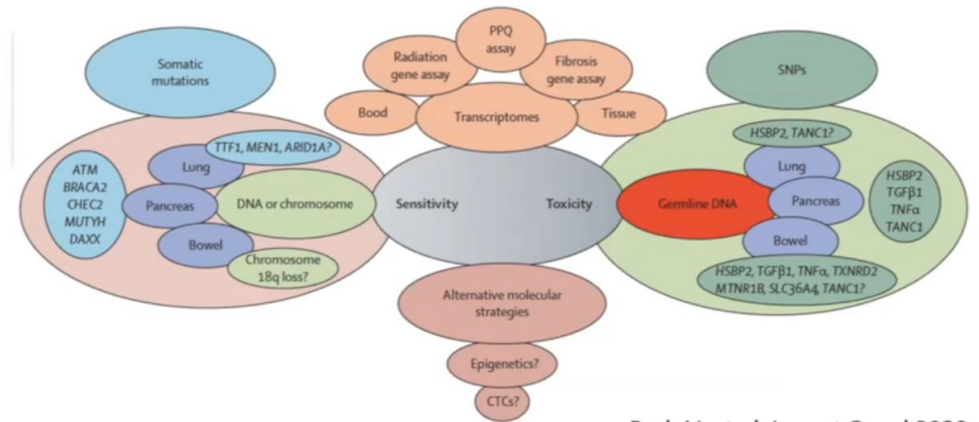 PPQ
assay
Radiation
gene assay
Fibrosis
gene assay
Somatic
mutations
SNPs
Bood
Transcriptomes
Tissue
TTF1, MEN1, ARID1A?
HSBP2, TANC1?
Lung
Lung
ATM
BRACA2
CHEC2
MUTYH
DAXX
Pancreas
DNA or chromosome
Sensitivity
Toxicity
Germline DNA
Pancreas
HSBP2
TGFβ1
TNFα
TANC1
Bowel
Bowel
Chromosome
18q loss?
HSBP2, TGFβ1, TNFα, TXNRD2
MTNR1B, SLC36A4, TANC1?
Alternative molecular
strategies
Epigenetics?
CTCs?